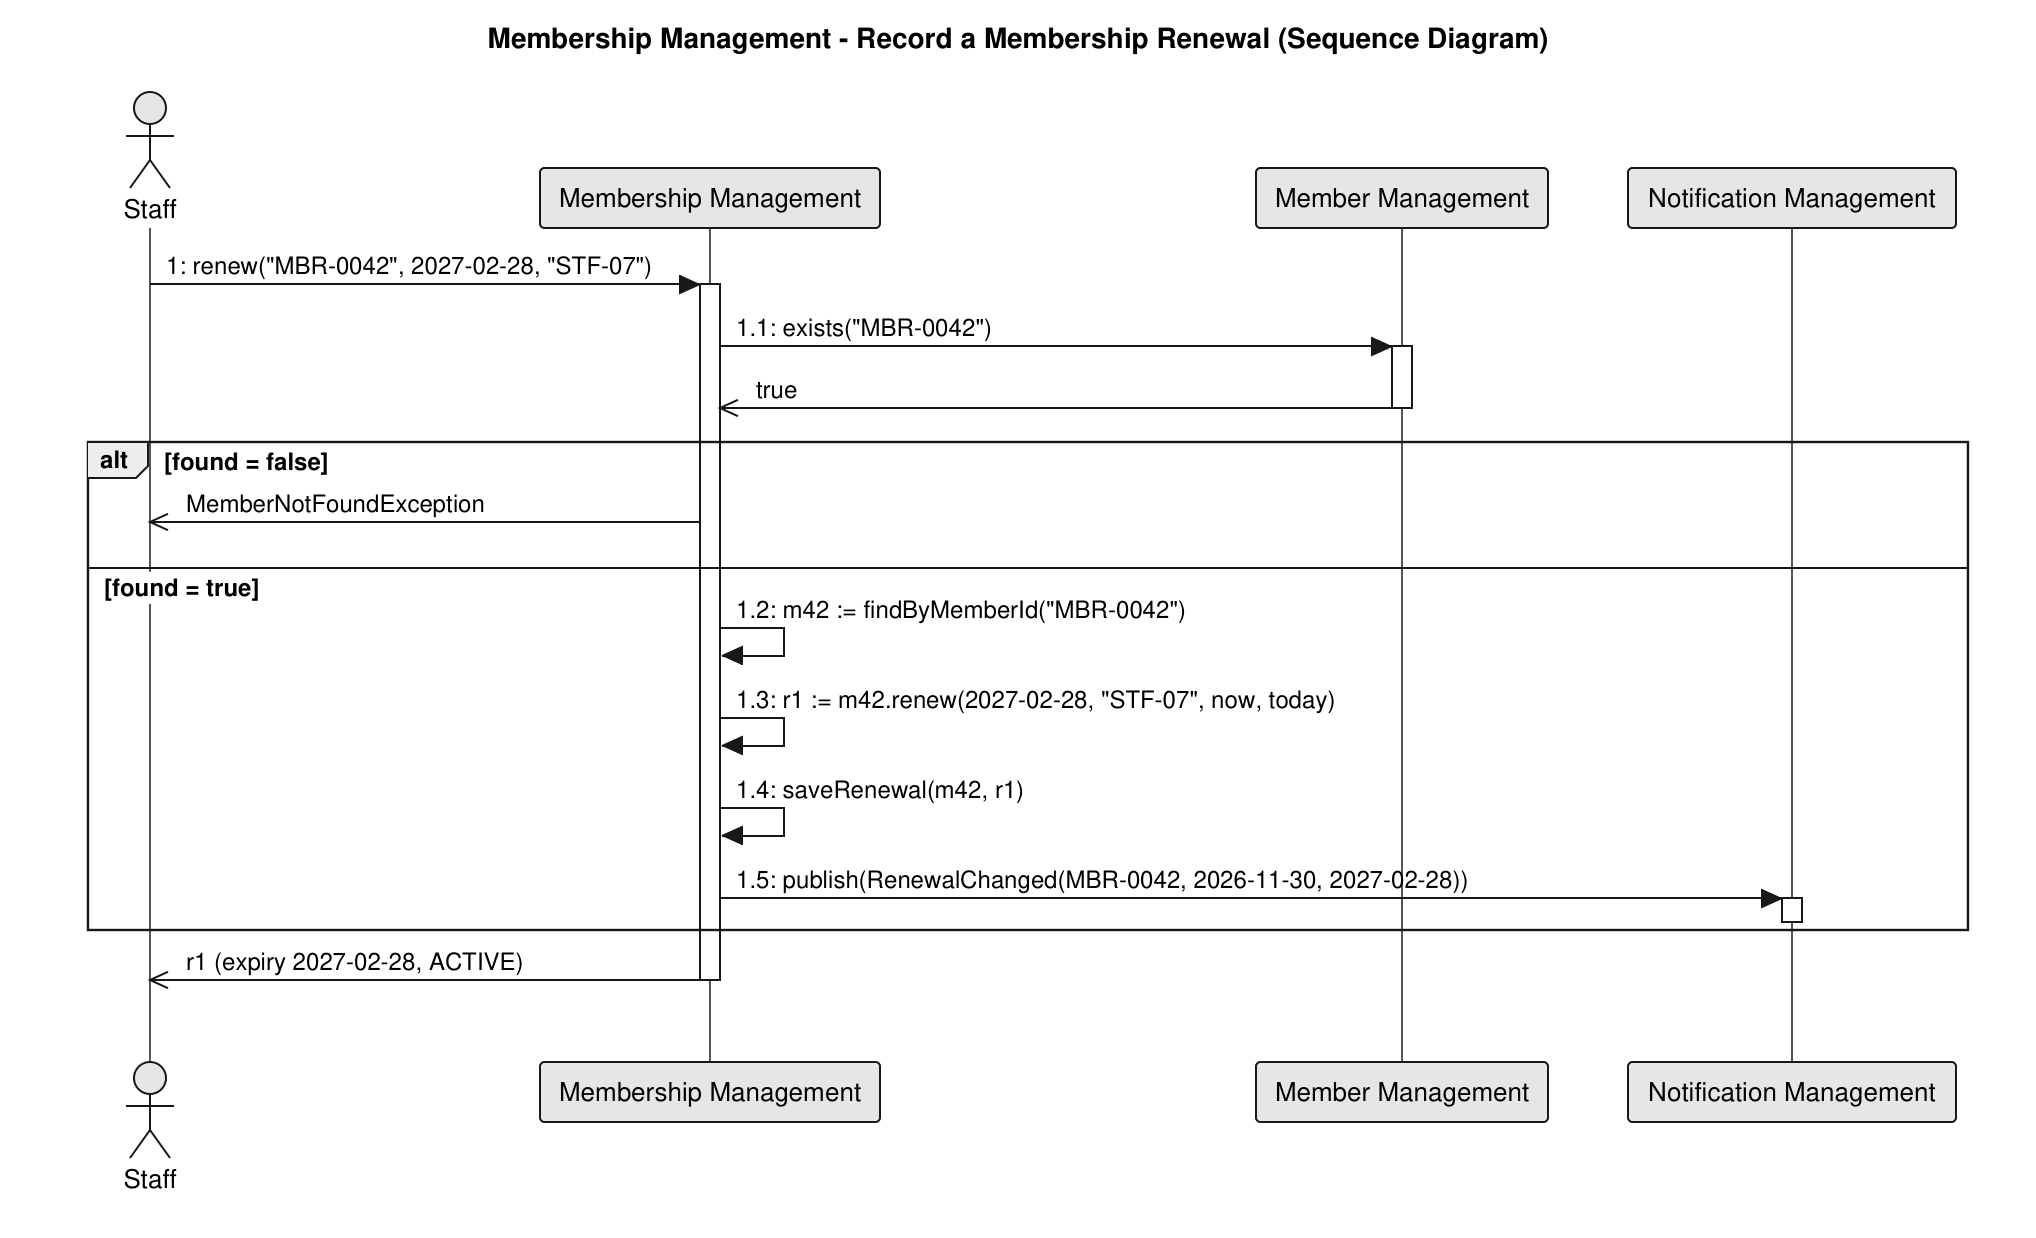 Membership Management - Record a Membership Renewal (Sequence Diagram)
Staff
Membership Management
Member Management
Notification Management
1: renew("MBR-0042", 2027-02-28, "STF-07")
1.1: exists("MBR-0042")
true
alt
[found = false]
MemberNotFoundException
[found = true]
1.2: m42 := findByMemberId("MBR-0042")
1.3: r1 := m42.renew(2027-02-28, "STF-07", now, today)
1.4: saveRenewal(m42, r1)
1.5: publish(RenewalChanged(MBR-0042, 2026-11-30, 2027-02-28))
r1 (expiry 2027-02-28, ACTIVE)
Membership Management
Member Management
Notification Management
Staff